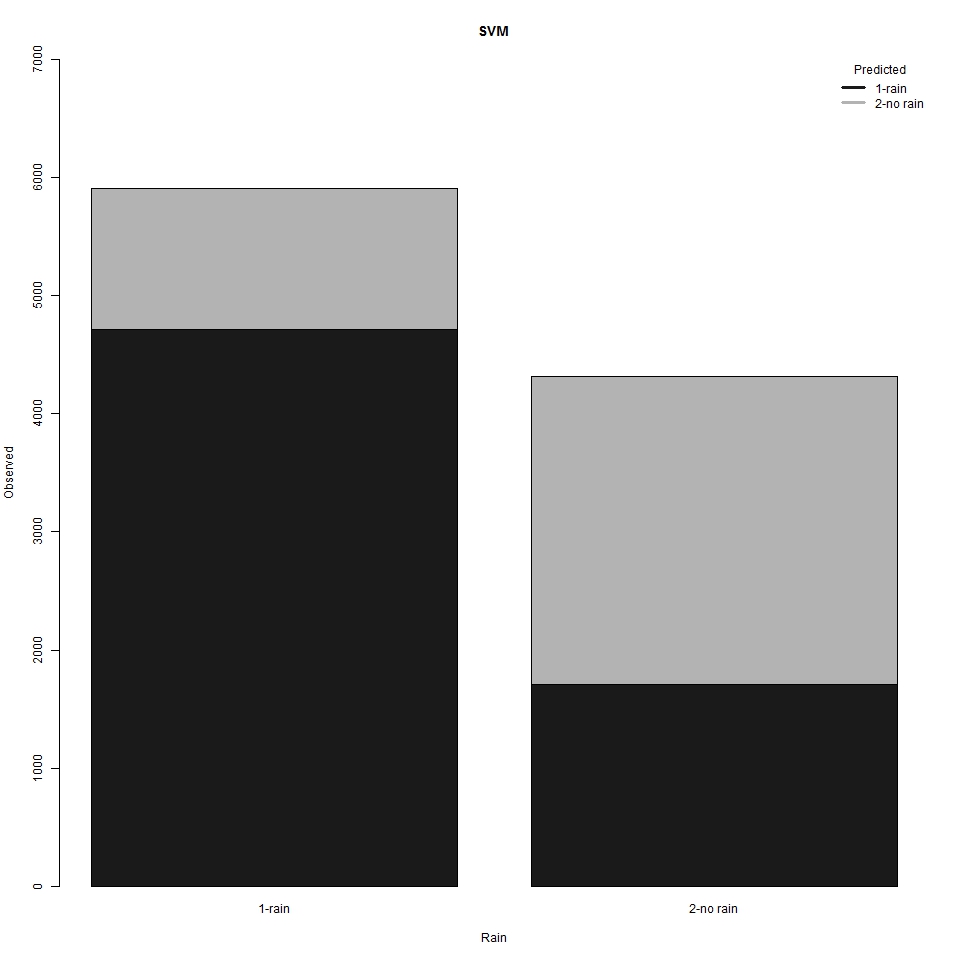 SVM
Predicted
1-rain
2-no rain
7000
6000
5000
4000
3000
2000
1000
0
Observed
1-rain
2-no rain
Rain